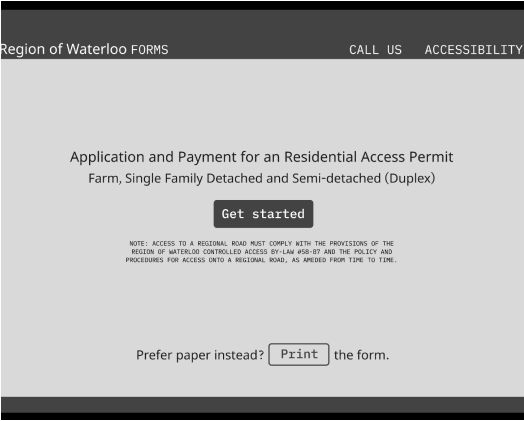 Region of Waterloo FORMS
CALL US ACCESSIBILITY
Application and Payment for an Residential Access Permit
Farm, Single Family Detached and Semi-detached (Duplex)
Get started
NOTE: ACCESS TO A REGIONAL ROAD MUST COMPLY WITH THE PROVISIONS OF THE
REGION OF WATERLOO CONTROLLED ACCESS BY-LAW #58-87 AND THE POLICY AND
PROCEDURES FOR ACCESS ONTO A REGIONAL ROAD, AS AMEDED FROM TIME TO TIME.
Prefer paper instead? Print the form.